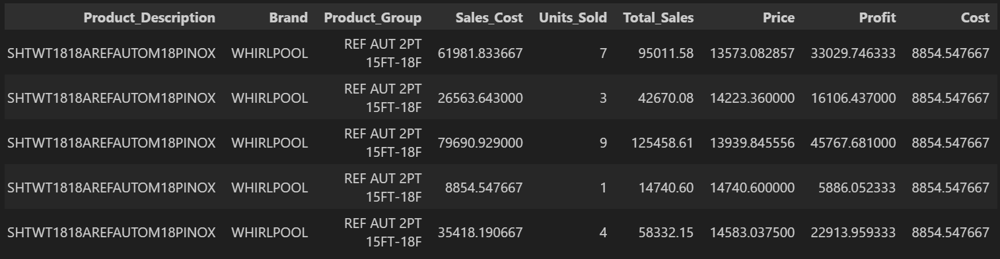 Product_Description Brand Product_Group Sales_Cost Units_Sold Total_Sales Price Profit Cost
SHTWT1818AREFAUTOM18PINOX WHIRLPOOL REF AUT 2PT 61981.833667 7 95011.58 13573.082857 33029.746333 8854.547667
15FT-18F
SHTWT1818AREFAUTOM18PINOX WHIRLPOOL REF AUT 2PT 26563.643000 3 42670.08 14223.360000 16106.437000 8854.547667
15FT-18F
SHTWT1818AREFAUTOM18PINOX WHIRLPOOL REF AUT 2PT 79690.929000 9 125458.61 13939.845556 45767.681000 8854.547667
15FT-18F
SHTWT1818AREFAUTOM18PINOX WHIRLPOOL REF AUT 2PT 8854.547667 1 14740.60 14740.600000 5886.052333 8854.547667
15FT-18F
SHTWT1818AREFAUTOM18PINOX WHIRLPOOL REF AUT 2PT 35418.190667 4 58332.15 14583.037500 22913.959333 8854.547667
15FT-18F